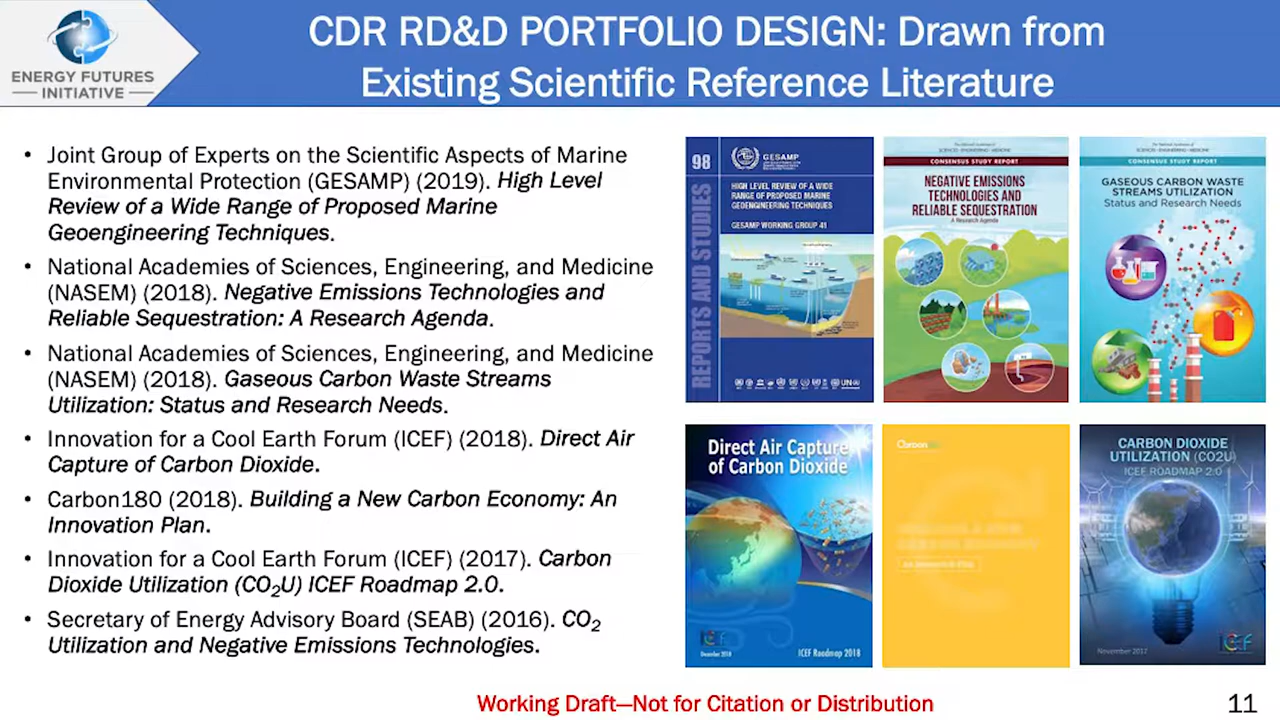 ENERGY FUTURES
INITIATIVE
CDR RD&D PORTFOLIO DESIGN: Drawn from
Existing Scientific Reference Literature
• Joint Group of Experts on the Scientific Aspects of Marine
Environmental Protection (GESAMP) (2019). High Level
Review of a Wide Range of Proposed Marine
Geoengineering Techniques.
• National Academies of Sciences, Engineering, and Medicine
(NASEM) (2018). Negative Emissions Technologies and
Reliable Sequestration: A Research Agenda.
• National Academies of Sciences, Engineering, and Medicine
(NASEM) (2018). Gaseous Carbon Waste Streams
Utilization: Status and Research Needs.
• Innovation for a Cool Earth Forum (ICEF) (2018). Direct Air
Capture of Carbon Dioxide.
• Carbon180 (2018). Building a New Carbon Economy: An
Innovation Plan.
• Innovation for a Cool Earth Forum (ICEF) (2017). Carbon
Dioxide Utilization (CO₂U) ICEF Roadmap 2.0.
• Secretary of Energy Advisory Board (SEAB) (2016). CO₂
Utilization and Negative Emissions Technologies.
98
REPORTS AND STUDIES
GESAMP
HIGH LEVEL REVIEW OF A WIDE
RANGE OF PROPOSED MARINE
GEOENGINEERING TECHNIQUES
GESAMP WORKING GROUP 41
CONSENSUS STUDY REPORT
NEGATIVE EMISSIONS
TECHNOLOGIES AND
RELIABLE SEQUESTRATION
A Research Agenda
CONSENSUS STUDY REPORT
GASEOUS CARBON WASTE
STREAMS UTILIZATION
Status and Research Needs
Direct Air Capture
of Carbon Dioxide
ICEF
December 2018
ICEF Roadmap 2018
Carbon
CARBON DIOXIDE
UTILIZATION (CO2U)
ICEF ROADMAP 2.0
November 2017
ICEF
Working Draft—Not for Citation or Distribution
11